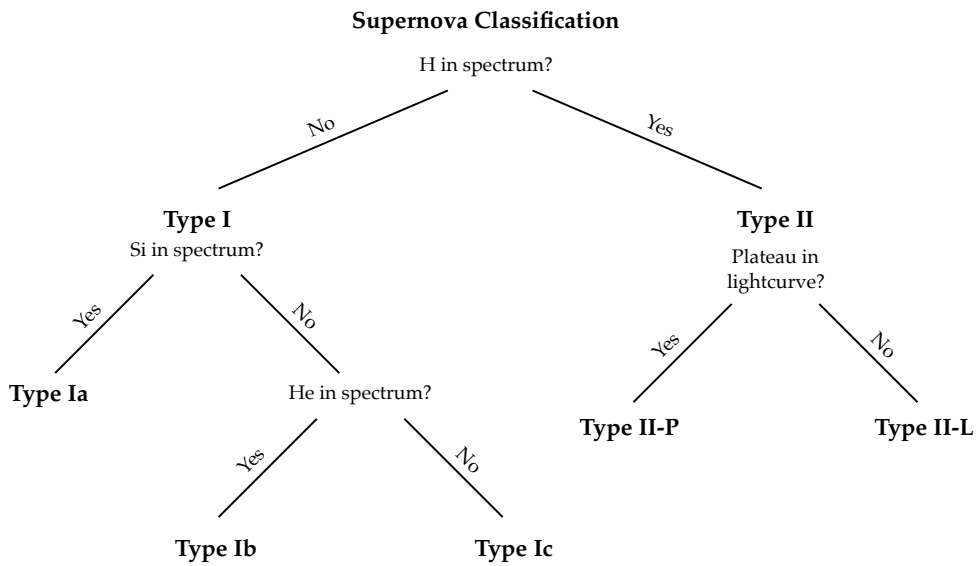 Supernova Classification
H in spectrum?
No
Yes
Type I
Type II
Si in spectrum?
Plateau in
lightcurve?
Yes
No
Yes
No
Type Ia
He in spectrum?
Type II-P
Type II-L
Yes
No
Type Ib
Type Ic